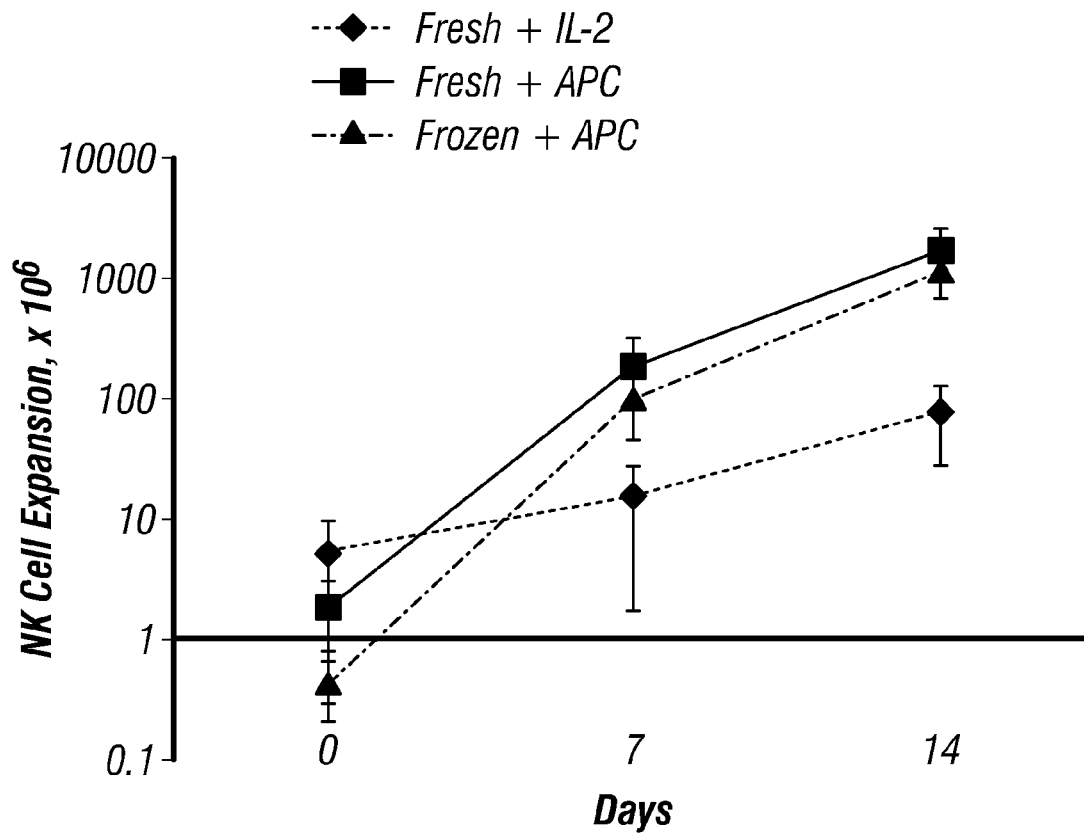 Fresh + IL-2
Fresh + APC
Frozen + APC
10000
1000
100
10
1
0.1
NK Cell Expansion, x 10⁶
0 7 14
Days